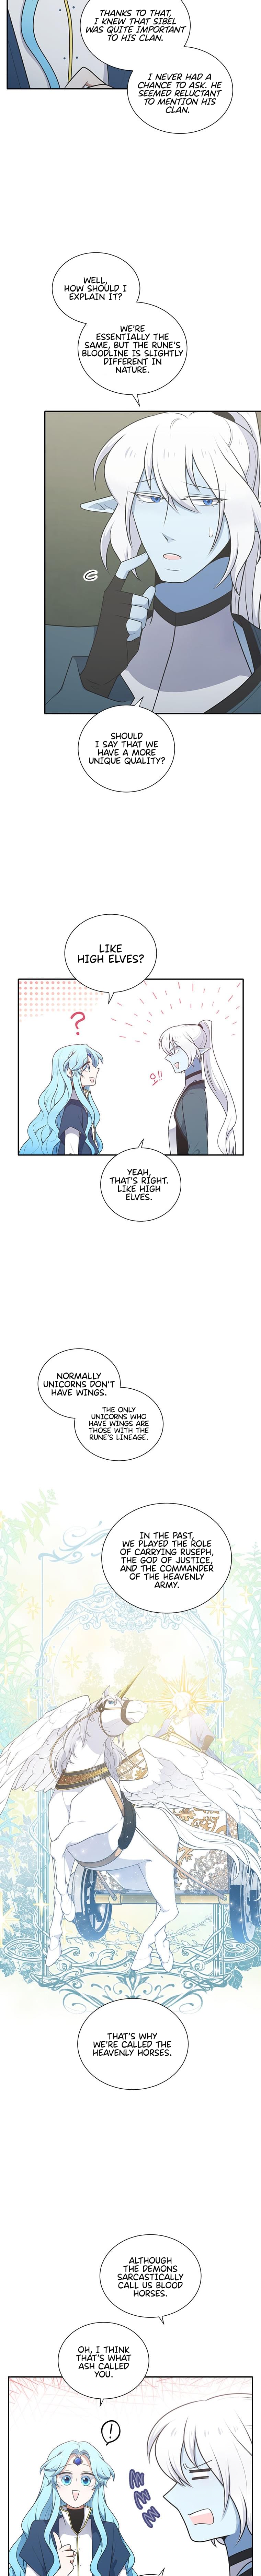 THANKS TO THAT,
I KNEW THAT SIBEL
WAS QUITE IMPORTANT
TO HIS CLAN.
I NEVER HAD A
CHANCE TO ASK. HE
SEEMED RELUCTANT
TO MENTION HIS
CLAN.
WELL,
HOW SHOULD I
EXPLAIN IT?
WE'RE
ESSENTIALLY THE
SAME, BUT THE RUNE'S
BLOODLINE IS SLIGHTLY
DIFFERENT IN
NATURE.
SHOULD
I SAY THAT WE
HAVE A MORE
UNIQUE QUALITY?
LIKE
HIGH ELVES?
?
!!
YEAH,
THAT'S RIGHT.
LIKE HIGH
ELVES.
NORMALLY
UNICORNS DON'T
HAVE WINGS.
THE ONLY
UNICORNS WHO
HAVE WINGS ARE
THOSE WITH THE
RUNE'S LINEAGE.
IN THE PAST,
WE PLAYED THE ROLE
OF CARRYING RUSEPH,
THE GOD OF JUSTICE,
AND THE COMMANDER
OF THE HEAVENLY
ARMY.
THAT'S WHY
WE'RE CALLED THE
HEAVENLY HORSES.
ALTHOUGH
THE DEMONS
SARCASTICALLY
CALL US BLOOD
HORSES.
OH, I THINK
THAT'S WHAT
ASH CALLED
YOU.
!